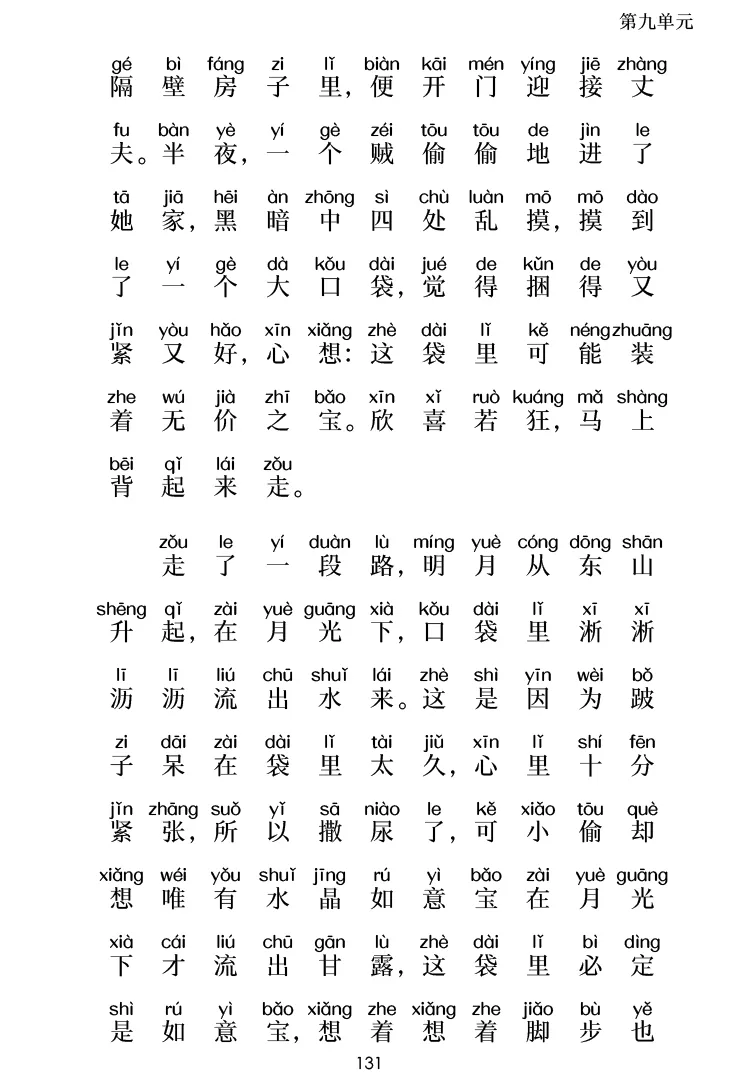 第九单元
gé bì fáng zi lǐ biàn kāi mén yíng jiē zhàng
隔壁房子里，便开门迎接丈
fu bàn yè yí gè zéi tōu tōu de jìn le
夫。半夜，一个贼偷偷地进了
tā jiā hēi àn zhōng sì chù luàn mō mō dào
她家，黑暗中四处乱摸，摸到
le yí gè dà kǒu dài jué de kǔn de yòu
了一个大口袋，觉得捆得又
jǐn yòu hǎo xīn xiǎng zhè dài lǐ kě néng zhuāng
紧又好，心想：这袋里可能装
zhe wú jià zhī bǎo xīn xǐ ruò kuáng mǎ shàng
着无价之宝。欣喜若狂，马上
bēi qǐ lái zǒu
背起来走。
zǒu le yí duàn lù míng yuè cóng dōng shān
走了一段路，明月从东山
shēng qǐ zài yuè guāng xià kǒu dài lǐ xī xī
升起，在月光下，口袋里淅淅
lī lī liú chū shuǐ lái zhè shì yīn wèi bǒ
沥沥流出水来。这是因为跛
zi dāi zài dài lǐ tài jiǔ xīn lǐ shí fēn
子呆在袋里太久，心里十分
jǐn zhāng suǒ yǐ sā niào le kě xiǎo tōu què
紧张，所以撒尿了，可小偷却
xiǎng wéi yǒu shuǐ jīng rú yì bǎo zài yuè guāng
想唯有水晶如意宝在月光
xià cái liú chū gān lù zhè dài lǐ bì dìng
下才流出甘露，这袋里必定
shì rú yì bǎo xiǎng zhe xiǎng zhe jiǎo bù yě
是如意宝，想着想着脚步也
131